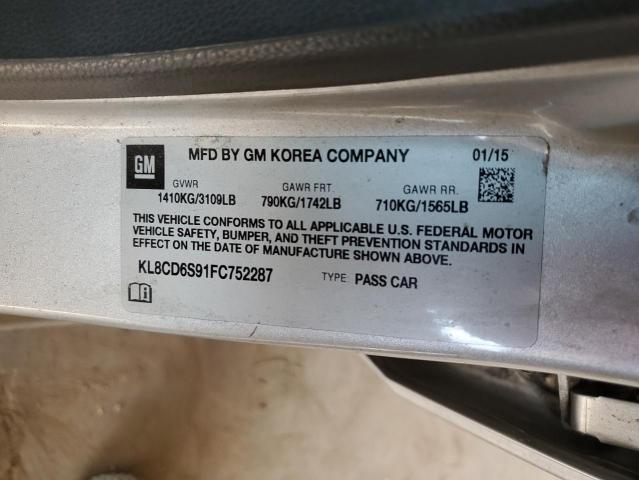 GM
MFD BY GM KOREA COMPANY 01/15
GVWR GAWR FRT. GAWR RR.
1410KG/3109LB 790KG/1742LB 710KG/1565LB
THIS VEHICLE CONFORMS TO ALL APPLICABLE U.S. FEDERAL MOTOR
VEHICLE SAFETY, BUMPER, AND THEFT PREVENTION STANDARDS IN
EFFECT ON THE DATE OF MANUFACTURE SHOWN ABOVE.
KL8CD6S91FC752287 TYPE: PASS CAR